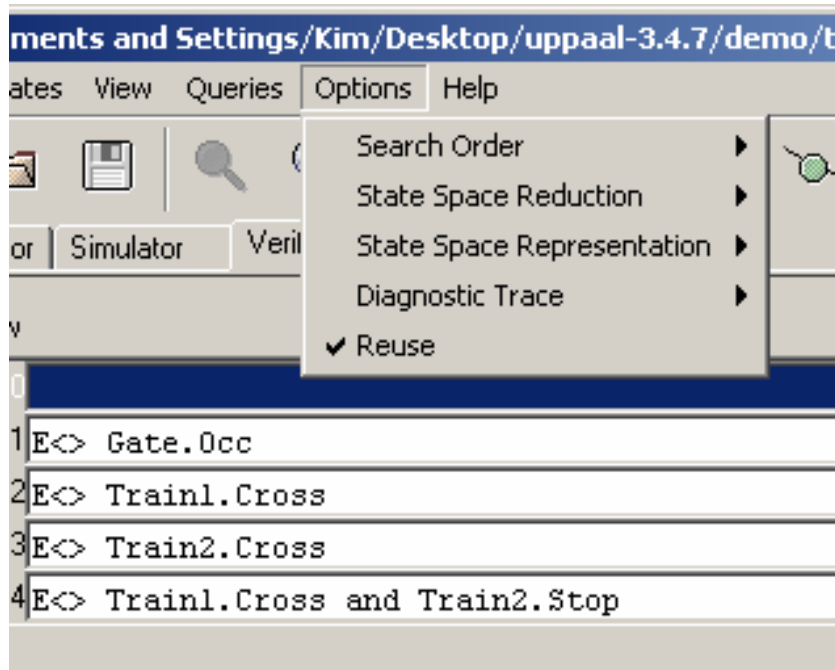 ments and Settings/Kim/Desktop/uppaal-3.4.7/demo/t
ates View Queries Options Help
Search Order
State Space Reduction
State Space Representation
Diagnostic Trace
Reuse
or Simulator Veri
w
0
1 E<> Gate.Occ
2 E<> Train1.Cross
3 E<> Train2.Cross
4 E<> Train1.Cross and Train2.Stop